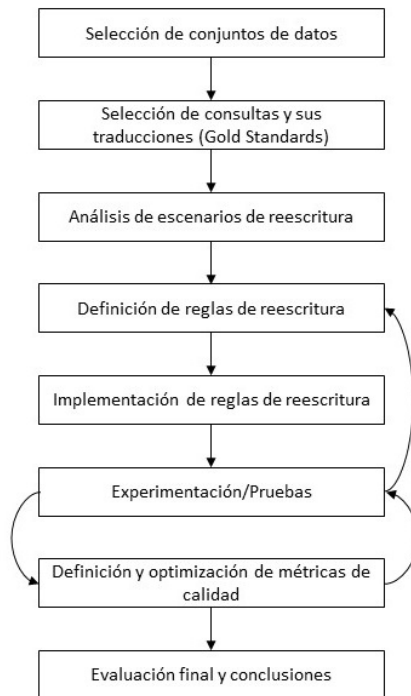 Selección de conjuntos de datos
Selección de consultas y sus
traducciones (Gold Standards)
Análisis de escenarios de reescritura
Definición de reglas de reescritura
Implementación de reglas de reescritura
Experimentación/Pruebas
Definición y optimización de métricas de
calidad
Evaluación final y conclusiones